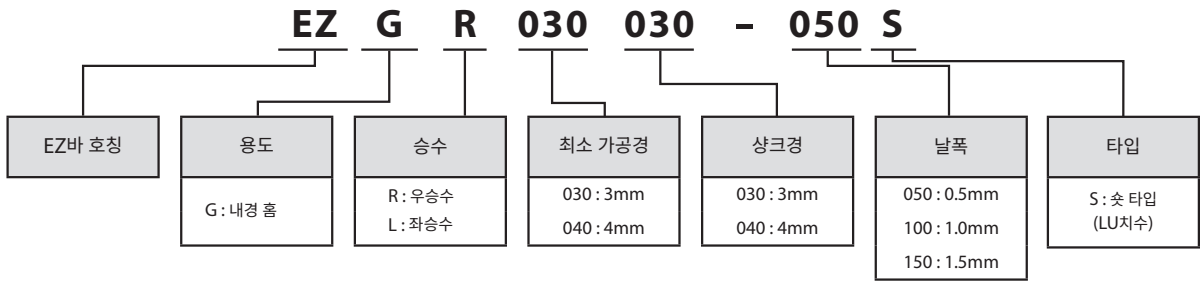 EZ G R 030 030 - 050 S
EZ바 호칭
용도
승수
최소 가공경
샹크경
날폭
타입
G : 내경 홈
R : 우승수
L : 좌승수
030 : 3mm
040 : 4mm
030 : 3mm
040 : 4mm
050 : 0.5mm
100 : 1.0mm
150 : 1.5mm
S : 숏 타입
(LU치수)